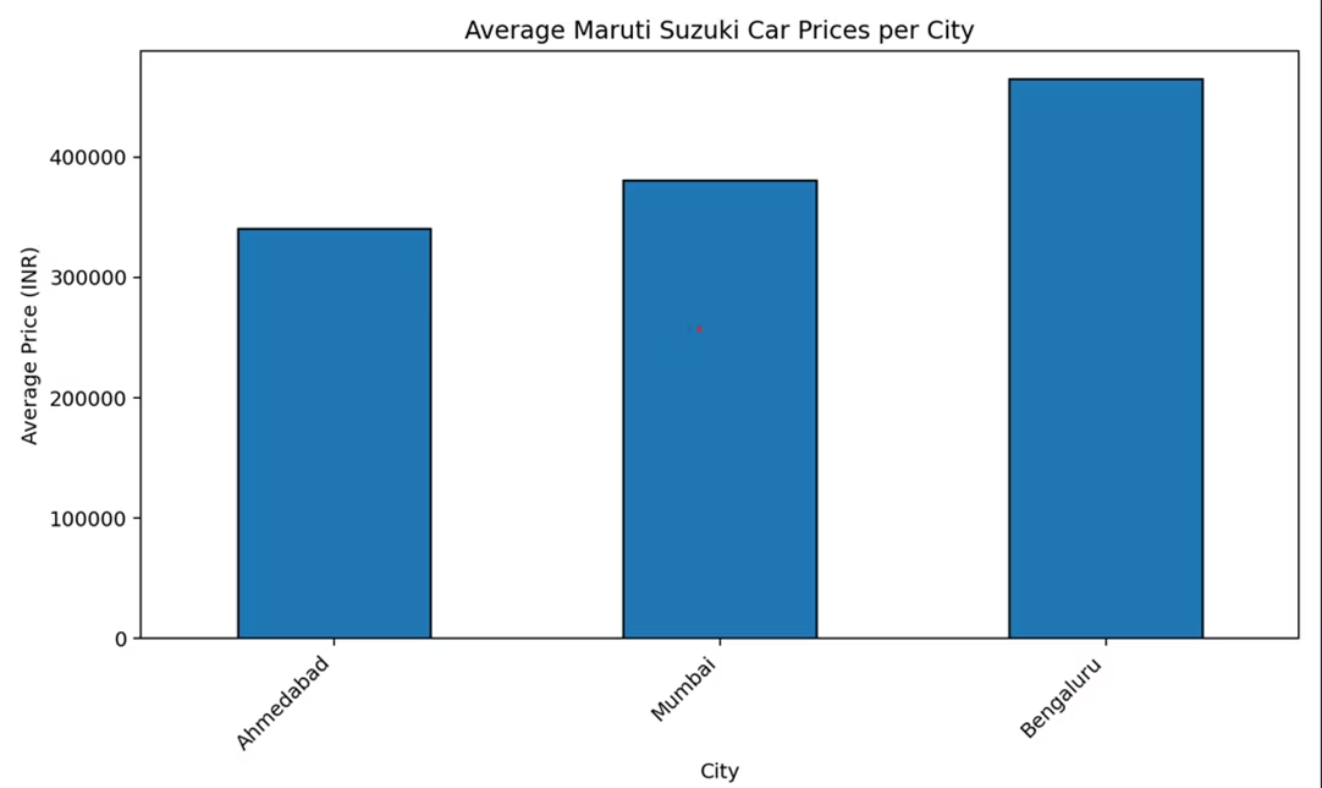 Average Maruti Suzuki Car Prices per City
Average Price (INR)
400000
300000
200000
100000
0
Ahmedabad
Mumbai
Bengaluru
City